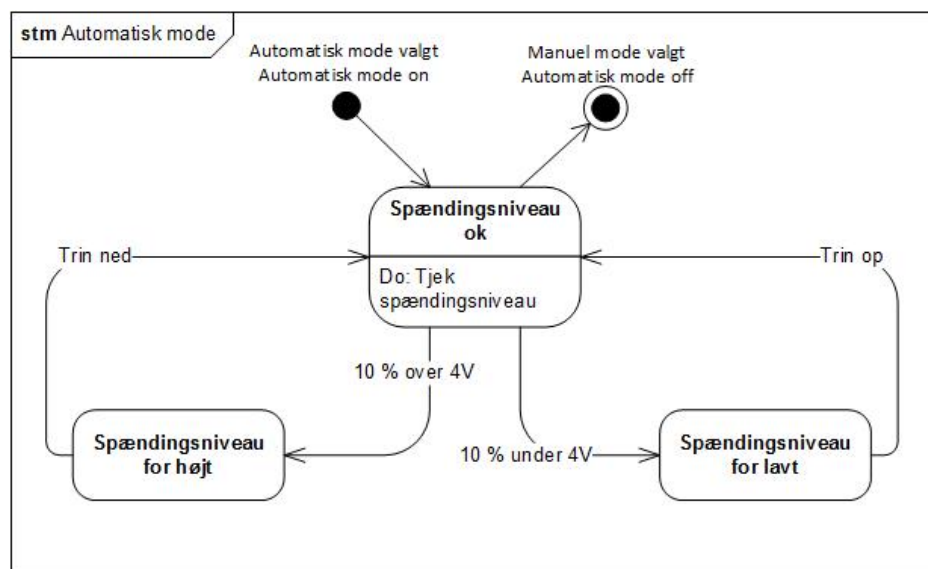 stm Automatisk mode
Automatisk mode valgt
Automatisk mode on
Manuel mode valgt
Automatisk mode off
Spændingsniveau
ok
Do: Tjek
spændingsniveau
Trin ned
Trin op
10 % over 4V
10 % under 4V
Spændingsniveau
for højt
Spændingsniveau
for lavt